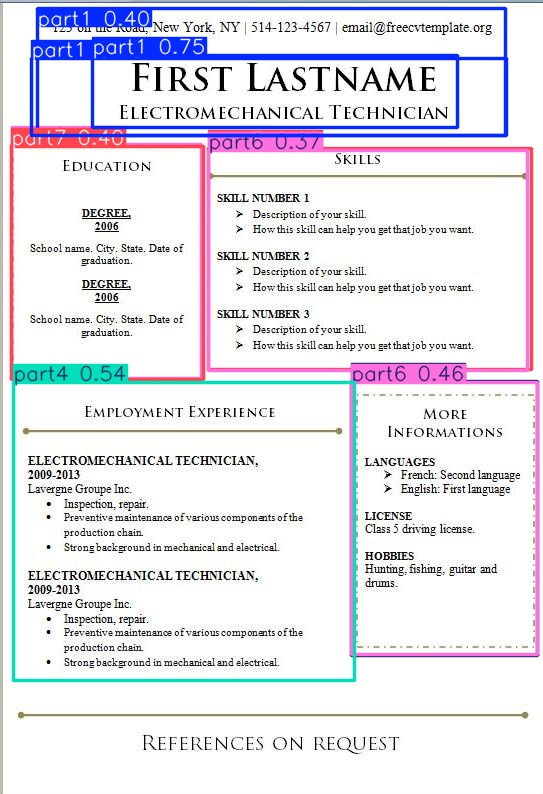 part1 0.40
125 on the Road, New York, NY | 514-123-4567 | email@freecvtemplate.org
part1 part1 0.75
First Lastname
Electromechanical Technician
part7 0.40
Education
DEGREE,
2006
School name. City. State. Date of
graduation.
DEGREE,
2006
School name. City. State. Date of
graduation.
part6 0.37
Skills
SKILL NUMBER 1
➢ Description of your skill.
➢ How this skill can help you get that job you want.
SKILL NUMBER 2
➢ Description of your skill.
➢ How this skill can help you get that job you want.
SKILL NUMBER 3
➢ Description of your skill.
➢ How this skill can help you get that job you want.
part4 0.54
Employment Experience
ELECTROMECHANICAL TECHNICIAN,
2009-2013
Lavergne Groupe Inc.
• Inspection, repair.
• Preventive maintenance of various components of the
production chain.
• Strong background in mechanical and electrical.
ELECTROMECHANICAL TECHNICIAN,
2009-2013
Lavergne Groupe Inc.
• Inspection, repair.
• Preventive maintenance of various components of the
production chain.
• Strong background in mechanical and electrical.
part6 0.46
More
Informations
LANGUAGES
➢ French: Second language
➢ English: First language
LICENSE
Class 5 driving license.
HOBBIES
Hunting, fishing, guitar and
drums.
References on request